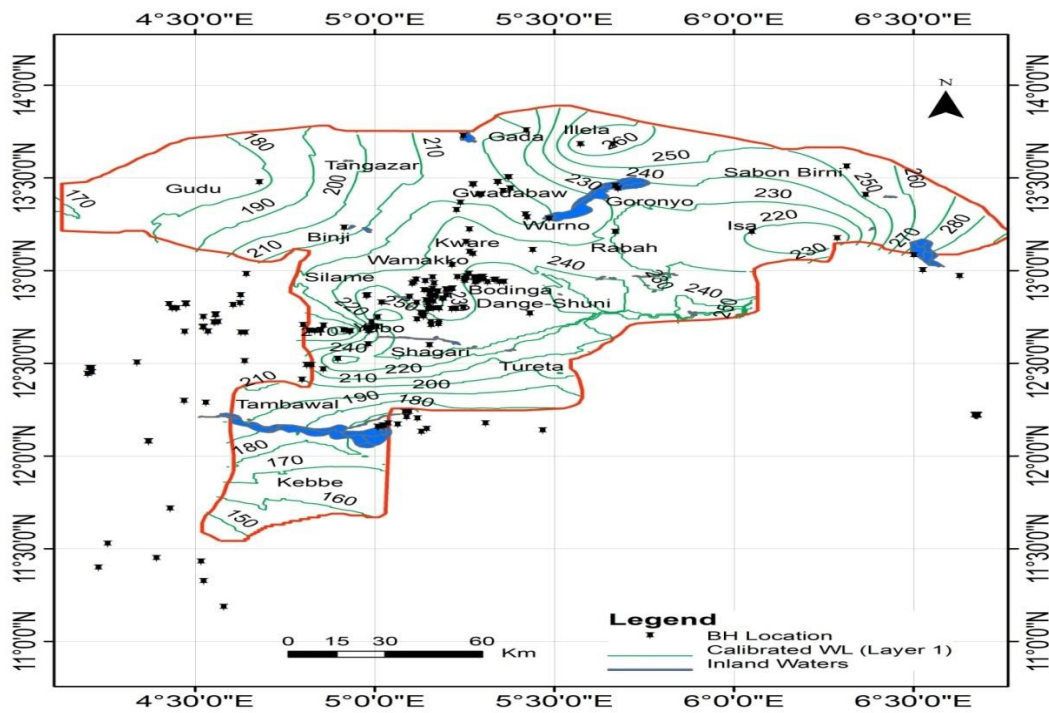 4°30'0"E 5°0'0"E 5°30'0"E 6°0'0"E 6°30'0"E
14°0'0"N
14°0'0"N
N
180
Gada
Illela
260
210
Tangazar
250
240
Sabon Birni
260
13°30'0"N
170
Gudu
200
Gwadabaw
230
Goronyo
230
250
13°30'0"N
190
Wurno
220
280
Binji
Isa
270
210
Kware
Rabah
230
Wamakko
240
13°0'0"N
Silame
Bodinga
240
13°0'0"N
250
230
Dange-Shuni
Shagari
240
220
Tureta
12°30'0"N
210
210
200
12°30'0"N
190
180
Tambawal
12°0'0"N
180
170
12°0'0"N
Kebbe
160
150
11°30'0"N
11°30'0"N
Legend
BH Location
0 15 30 60
Km
Calibrated WL (Layer 1)
Inland Waters
11°0'0"N
11°0'0"N
4°30'0"E 5°0'0"E 5°30'0"E 6°0'0"E 6°30'0"E